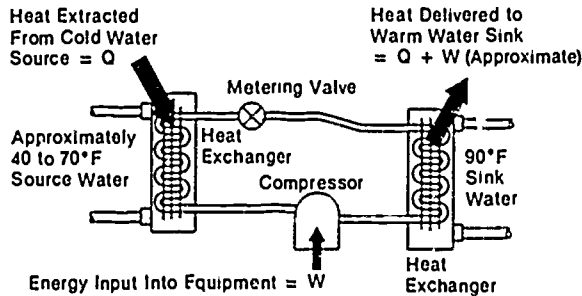 Heat Extracted
From Cold Water
Source = Q
Heat Delivered to
Warm Water Sink
= Q + W (Approximate)
Metering Valve
Approximately
40 to 70°F
Source Water
Heat
Exchanger
Compressor
90°F
Sink
Water
Energy Input Into Equipment = W
Heat
Exchanger